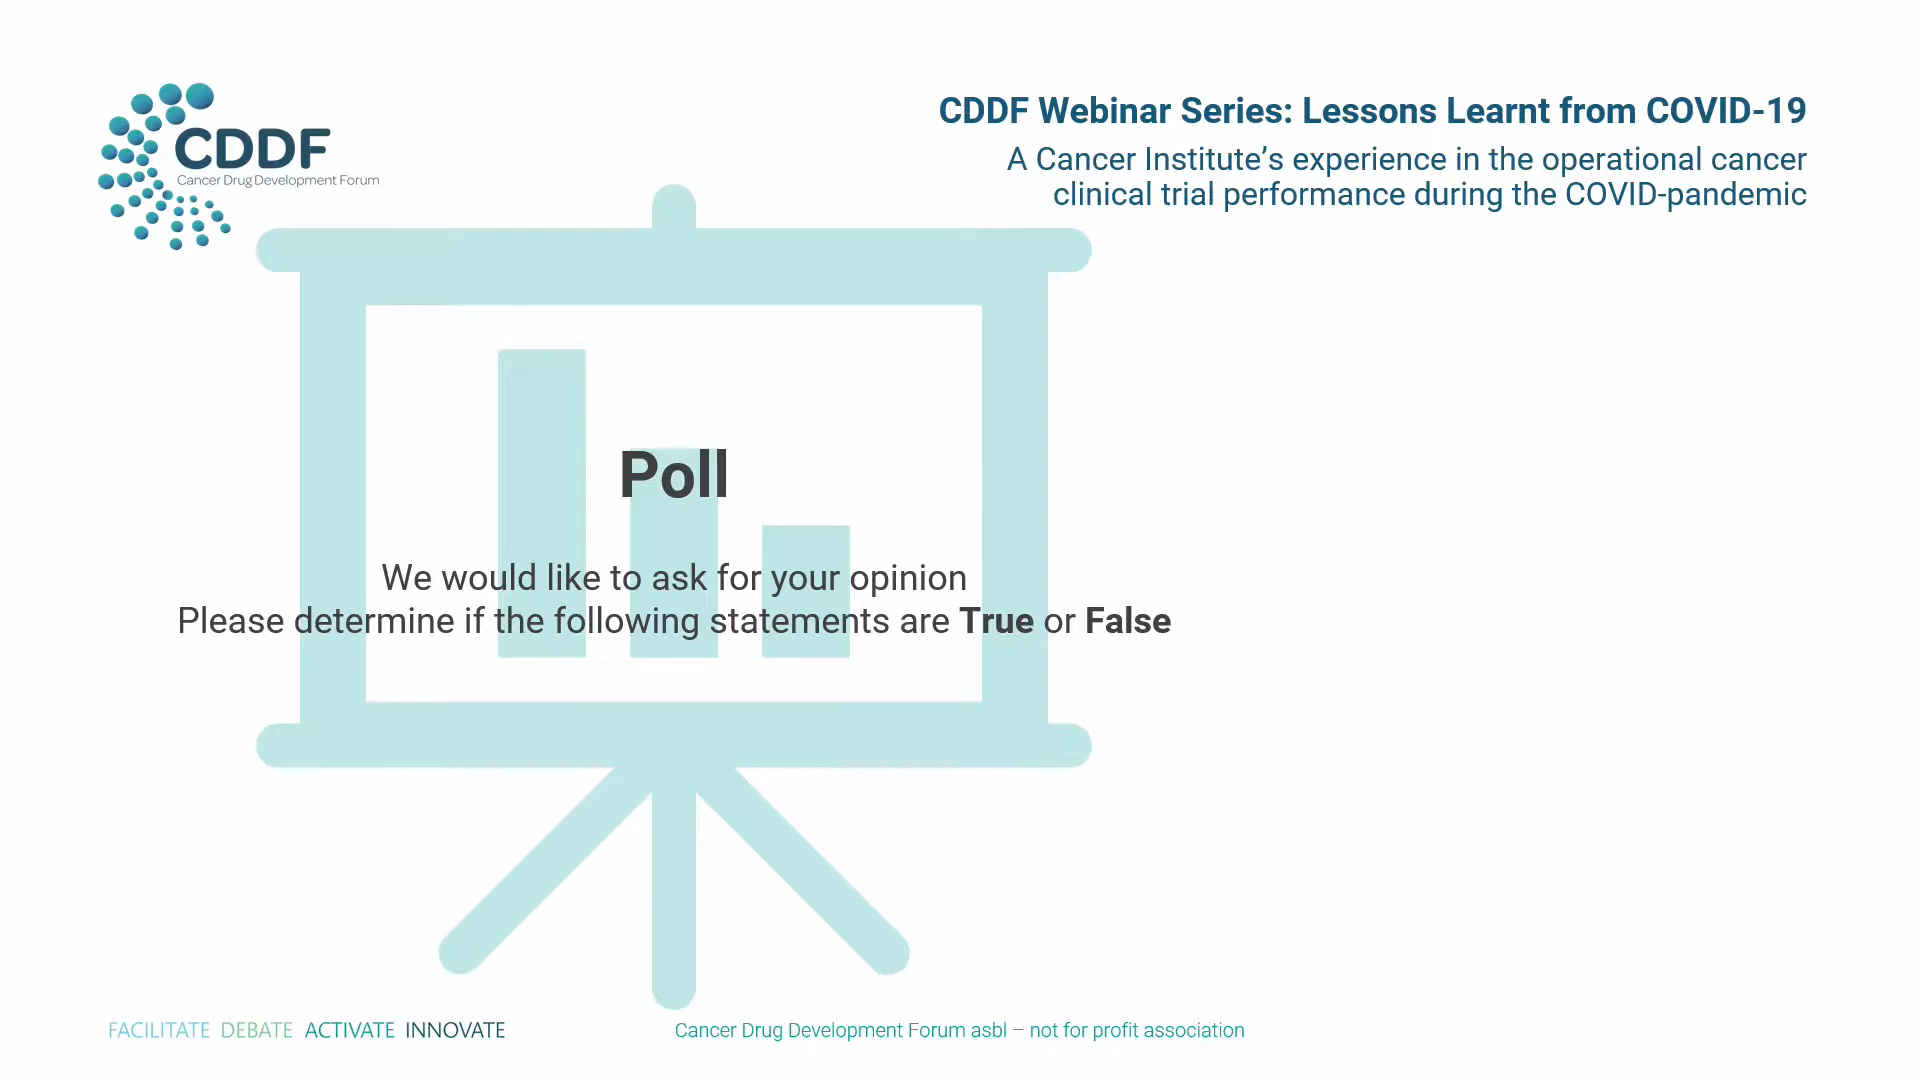 CDDF
Cancer Drug Development Forum
CDDF Webinar Series: Lessons Learnt from COVID-19
A Cancer Institute’s experience in the operational cancer
clinical trial performance during the COVID-pandemic
Poll
We would like to ask for your opinion
Please determine if the following statements are True or False
FACILITATE DEBATE ACTIVATE INNOVATE
Cancer Drug Development Forum asbl – not for profit association